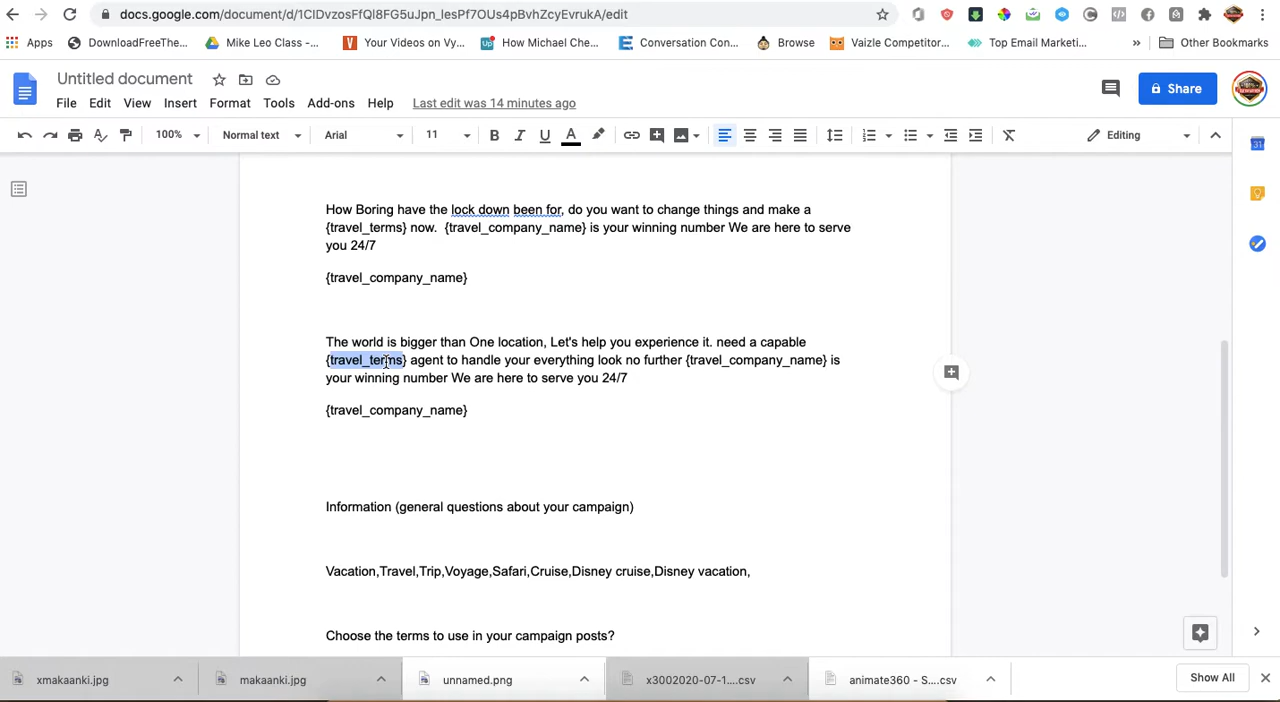 docs.google.com/document/d/1CIDvzosFfQl8FG5uJpn_lesPf7OUs4pBvhZcyEvrukA/edit
Apps
DownloadFreeThe...
Mike Leo Class -...
Your Videos on Vy...
How Michael Che...
Conversation Con...
Browse
Vaizle Competitor...
Top Email Marketi...
»
Other Bookmarks
Untitled document
File Edit View Insert Format Tools Add-ons Help Last edit was 14 minutes ago
Share
100% Normal text Arial 11 B I U A Editing
How Boring have the lock down been for, do you want to change things and make a
{travel_terms} now. {travel_company_name} is your winning number We are here to serve
you 24/7
{travel_company_name}
The world is bigger than One location, Let's help you experience it. need a capable
{travel_terms} agent to handle your everything look no further {travel_company_name} is
your winning number We are here to serve you 24/7
{travel_company_name}
Information (general questions about your campaign)
Vacation,Travel,Trip,Voyage,Safari,Cruise,Disney cruise,Disney vacation,
Choose the terms to use in your campaign posts?
xmakaanki.jpg
makaanki.jpg
unnamed.png
x3002020-07-1....csv
animate360 - S....csv
Show All